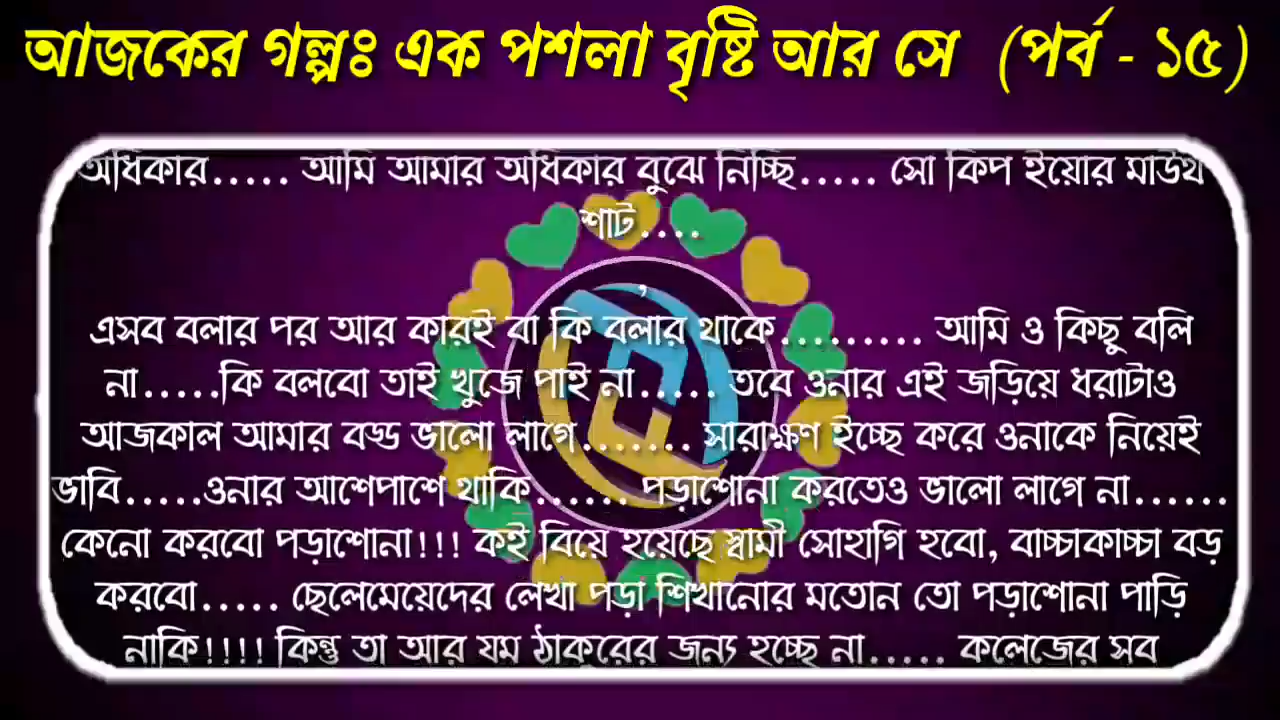 আজকের গল্পঃ এক পশলা বৃষ্টি আর সে (পর্ব - ১৫)
অধিকার..... আমি আমার অধিকার বুঝে নিচ্ছি..... সো কিপ ইয়োর মাউথ
শাট....
,
এসব বলার পর আর কারই বা কি বলার থাকে......... আমি ও কিছু বলি
না.....কি বলবো তাই খুজে পাই না..... তবে ওনার এই জড়িয়ে ধরাটাও
আজকাল আমার বড্ড ভালো লাগে....... সারাক্ষণ ইচ্ছে করে ওনাকে নিয়েই
ভাবি.....ওনার আশেপাশে থাকি...... পড়াশোনা করতেও ভালো লাগে না......
কেনো করবো পড়াশোনা!!! কই বিয়ে হয়েছে স্বামী সোহাগি হবো, বাচ্চাকাচ্চা বড়
করবো..... ছেলেমেয়েদের লেখা পড়া শিখানোর মতোন তো পড়াশোনা পাড়ি
নাকি!!!! কিন্তু তা আর যম ঠাকুরের জন্য হচ্ছে না..... কলেজের সব